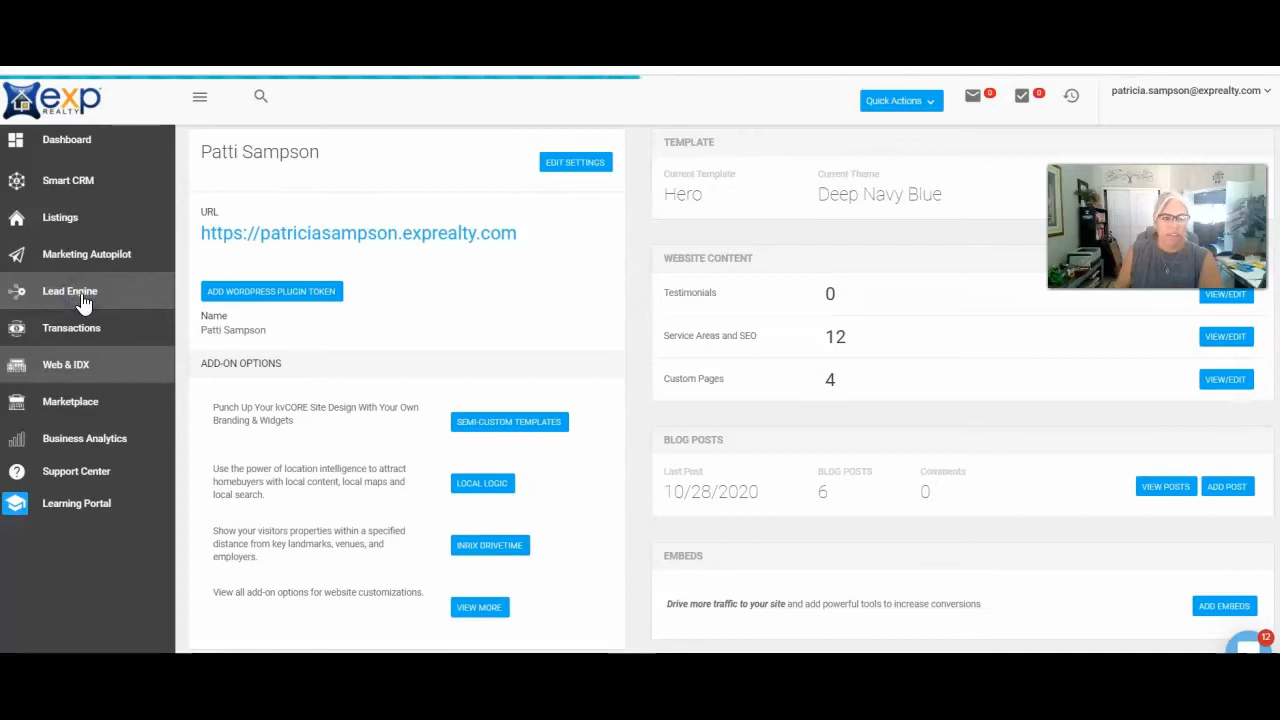 exp
REALTY
Quick Actions
0
0
patricia.sampson@exprealty.com
Dashboard
Smart CRM
Listings
Marketing Autopilot
Lead Engine
Transactions
Web & IDX
Marketplace
Business Analytics
Support Center
Learning Portal
Patti Sampson
EDIT SETTINGS
URL
https://patriciasampson.exprealty.com
ADD WORDPRESS PLUGIN TOKEN
Name
Patti Sampson
ADD-ON OPTIONS
Punch Up Your kvCORE Site Design With Your Own
Branding & Widgets
SEMI-CUSTOM TEMPLATES
Use the power of location intelligence to attract
homebuyers with local content, local maps and
local search.
LOCAL LOGIC
Show your visitors properties within a specified
distance from key landmarks, venues, and
employers.
INRIX DRIVETIME
View all add-on options for website customizations.
VIEW MORE
TEMPLATE
Current Template
Hero
Current Theme
Deep Navy Blue
WEBSITE CONTENT
Testimonials 0 VIEW/EDIT
Service Areas and SEO 12 VIEW/EDIT
Custom Pages 4 VIEW/EDIT
BLOG POSTS
Last Post BLOG POSTS Comments
10/28/2020 6 0 VIEW POSTS ADD POST
EMBEDS
Drive more traffic to your site and add powerful tools to increase conversions ADD EMBEDS
12